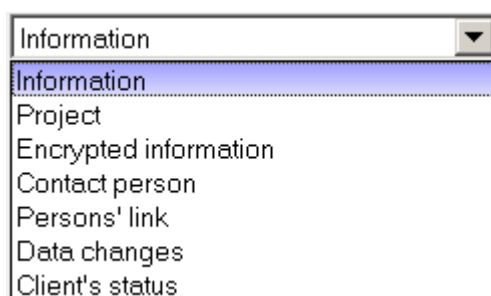 Information
Information
Project
Encrypted information
Contact person
Persons' link
Data changes
Client's status